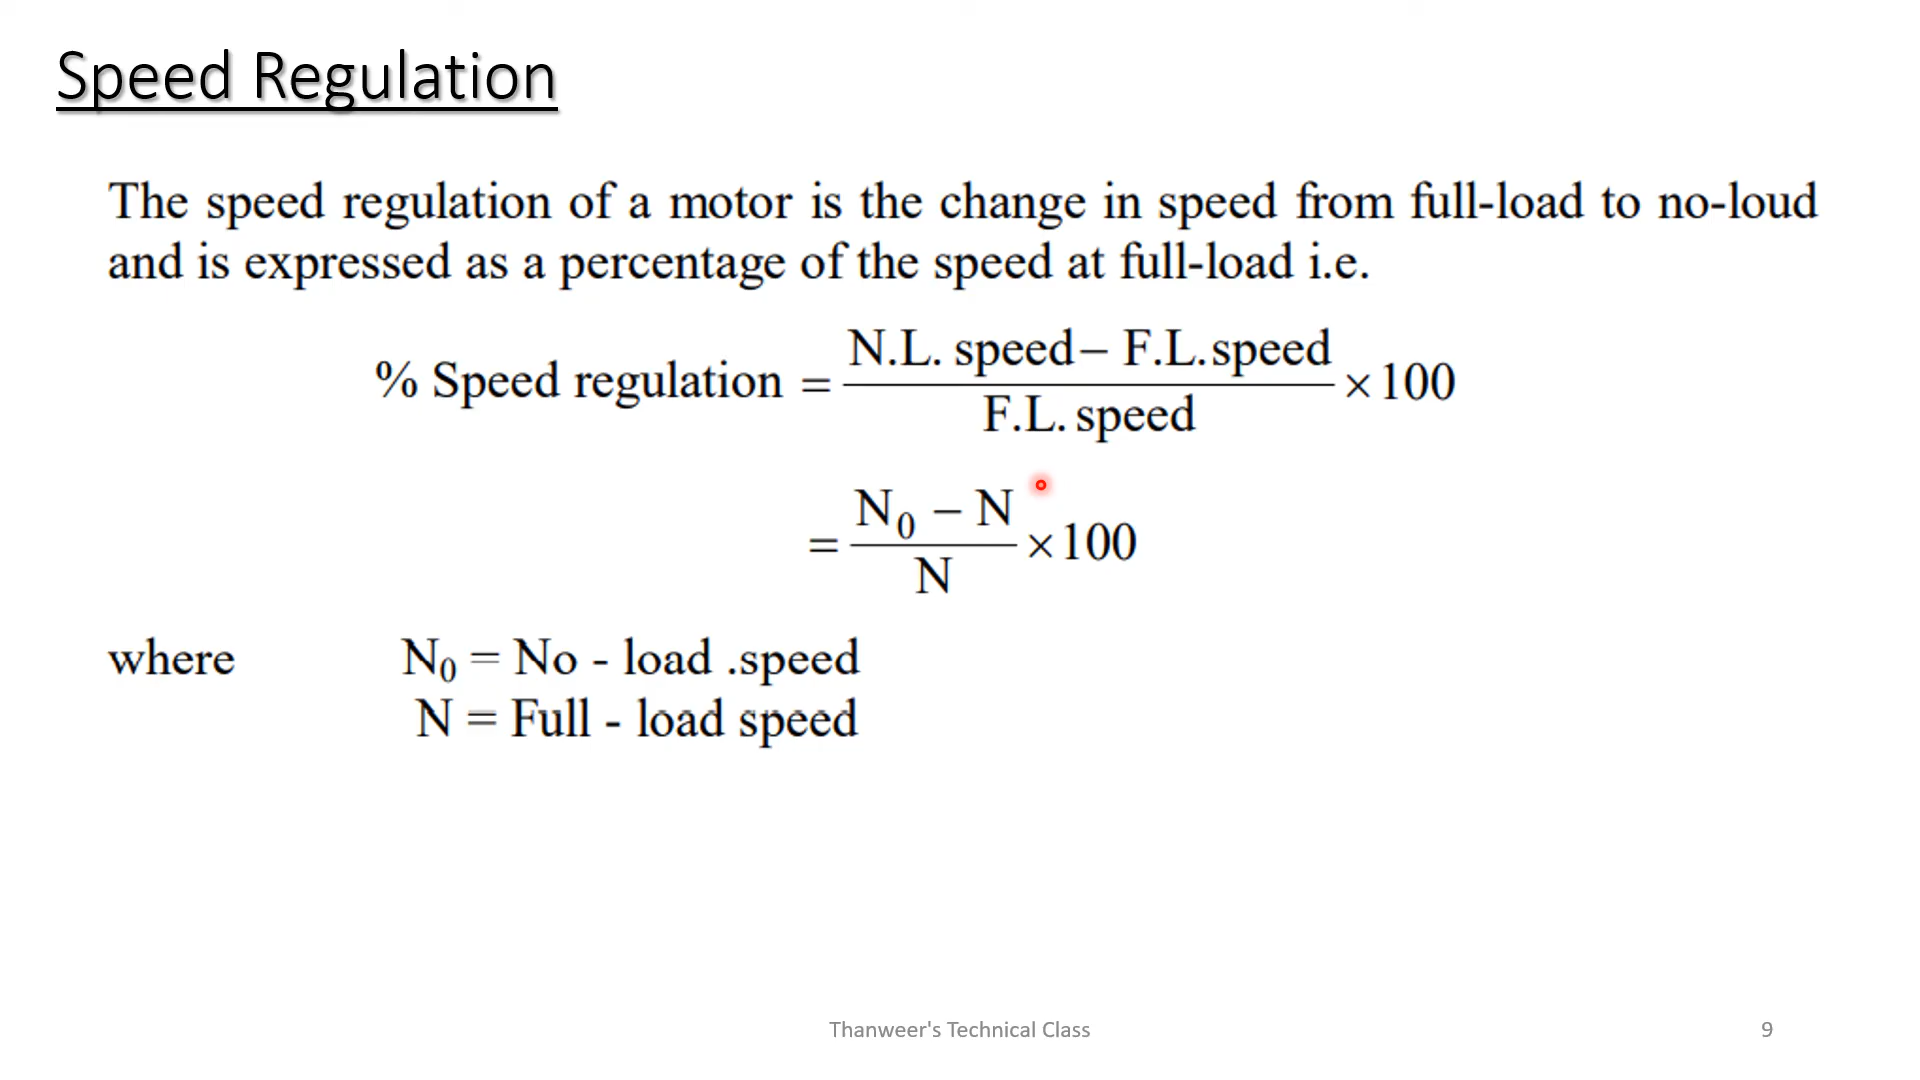 Speed Regulation
The speed regulation of a motor is the change in speed from full-load to no-loud
and is expressed as a percentage of the speed at full-load i.e.
% Speed regulation = N.L. speed – F.L. speed / F.L. speed × 100
= N₀ – N / N × 100
where N₀ = No - load .speed
N = Full - load speed
Thanweer's Technical Class 9